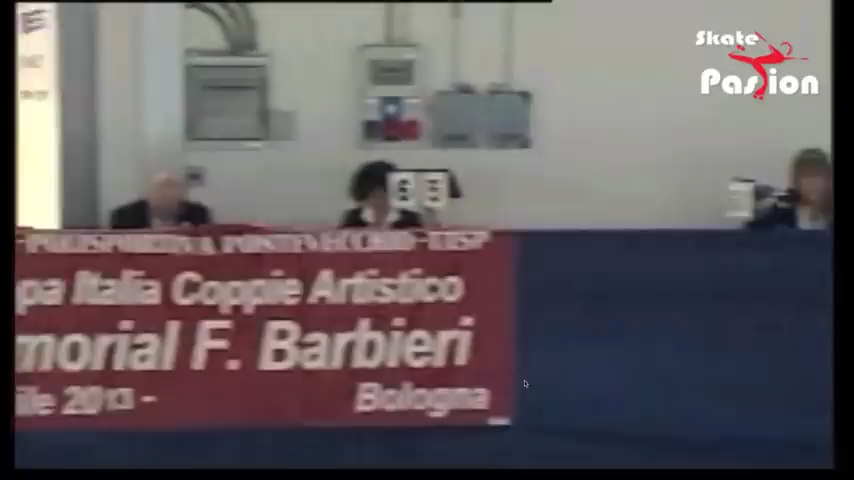 Skate
Passion
POLISPORTIVA PONTEVECCHIO - UISP
pa Italia Coppie Artistico
morial F. Barbieri
ile 2013 -
Bologna